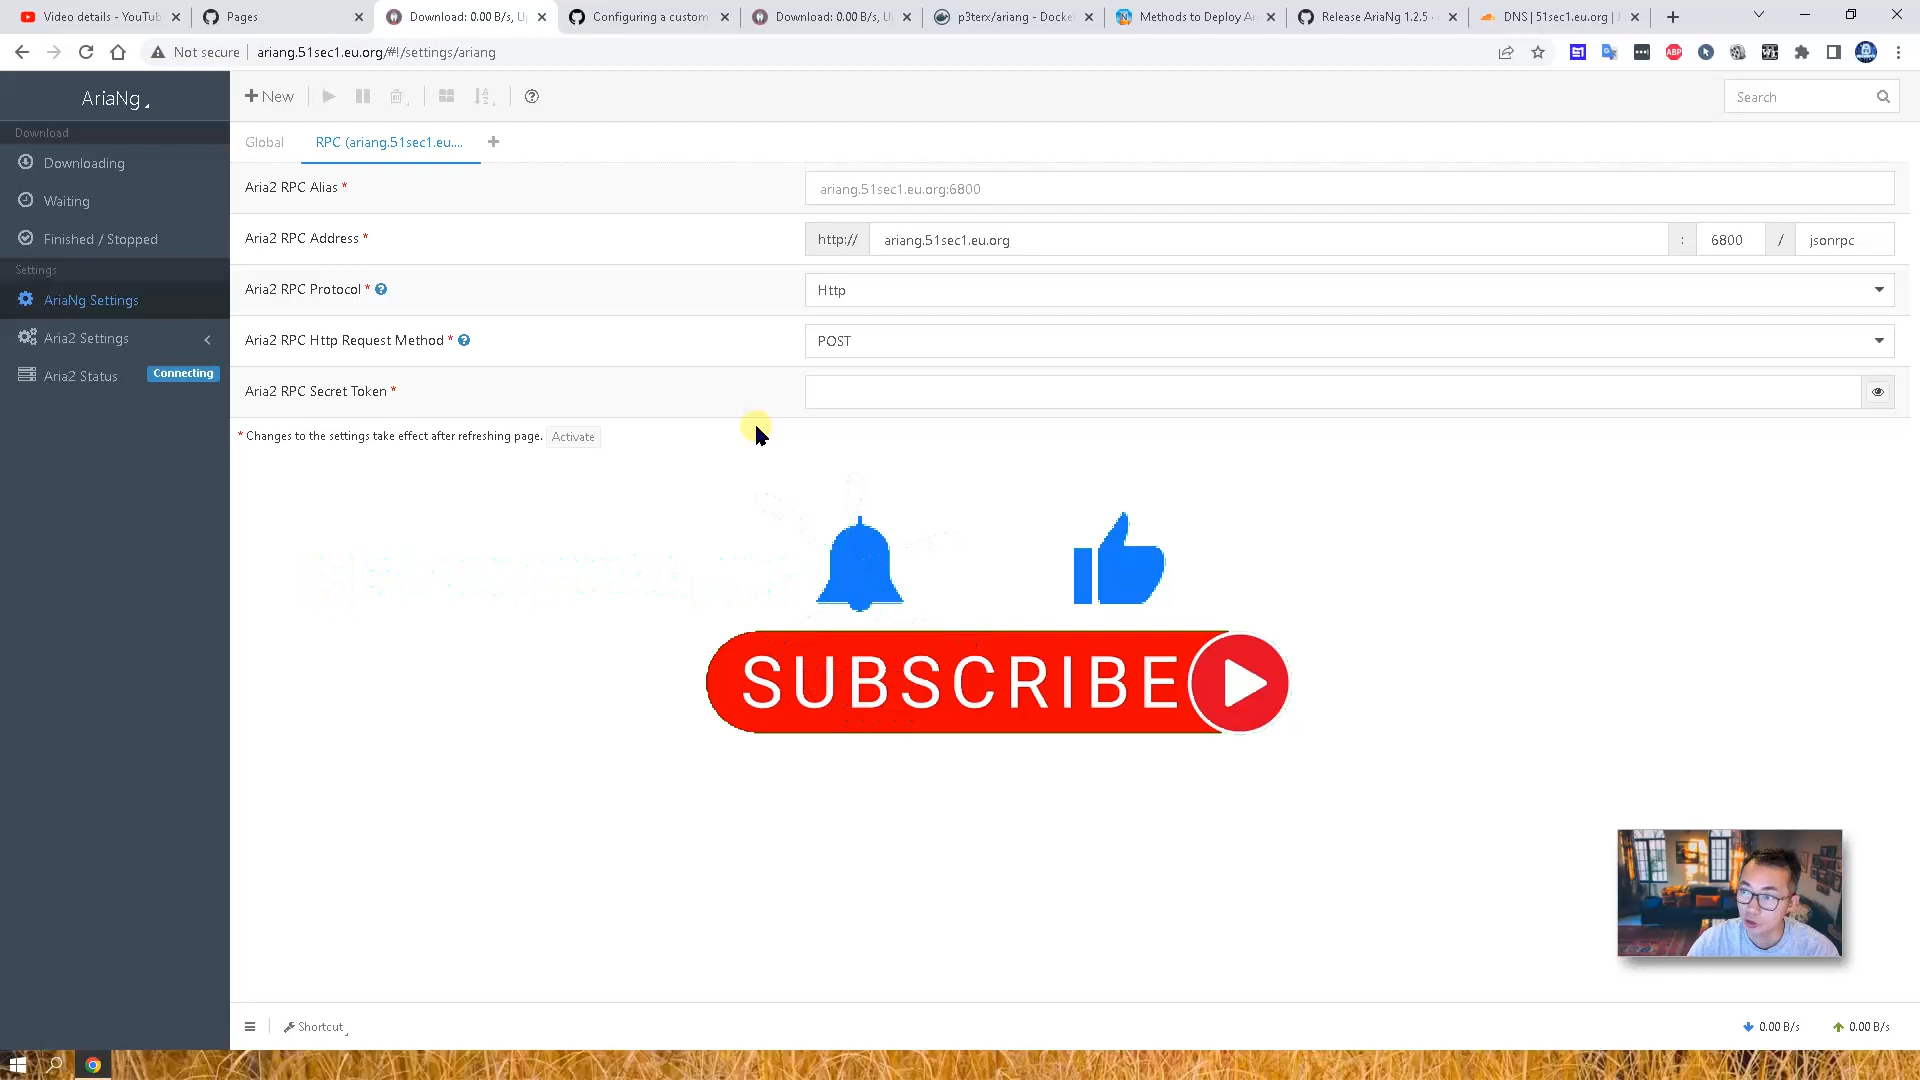 Video details - YouTub
Pages
Download: 0.00 B/s, U
Configuring a custom
Download: 0.00 B/s, U
p3terx/ariang - Docke
Methods to Deploy Ar
Release AriaNg 1.2.5
DNS | 51sec1.eu.org |
Not secure
ariang.51sec1.eu.org/#!/settings/ariang
AriaNg
New
Search
Download
Downloading
Waiting
Finished / Stopped
Settings
AriaNg Settings
Aria2 Settings
Aria2 Status
Connecting
Global
RPC (ariang.51sec1.eu....
Aria2 RPC Alias *
ariang.51sec1.eu.org:6800
Aria2 RPC Address *
http://
ariang.51sec1.eu.org
:
6800
/
jsonrpc
Aria2 RPC Protocol *
Http
Aria2 RPC Http Request Method *
POST
Aria2 RPC Secret Token *
* Changes to the settings take effect after refreshing page.
Activate
SUBSCRIBE
Shortcut
0.00 B/s
0.00 B/s